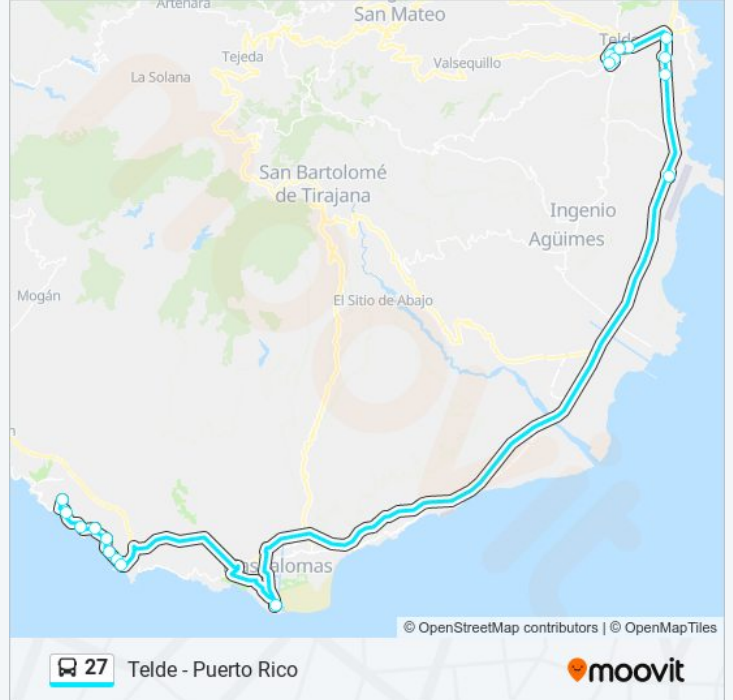 Artenara
San Mateo
Telde
Tejeda
Valsequillo
La Solana
San Bartolomé
de Tirajana
Ingenio
Agüimes
Mogán
El Sitio de Abajo
moovit
© OpenStreetMap contributors | © OpenMapTiles
27
Telde - Puerto Rico
moovit